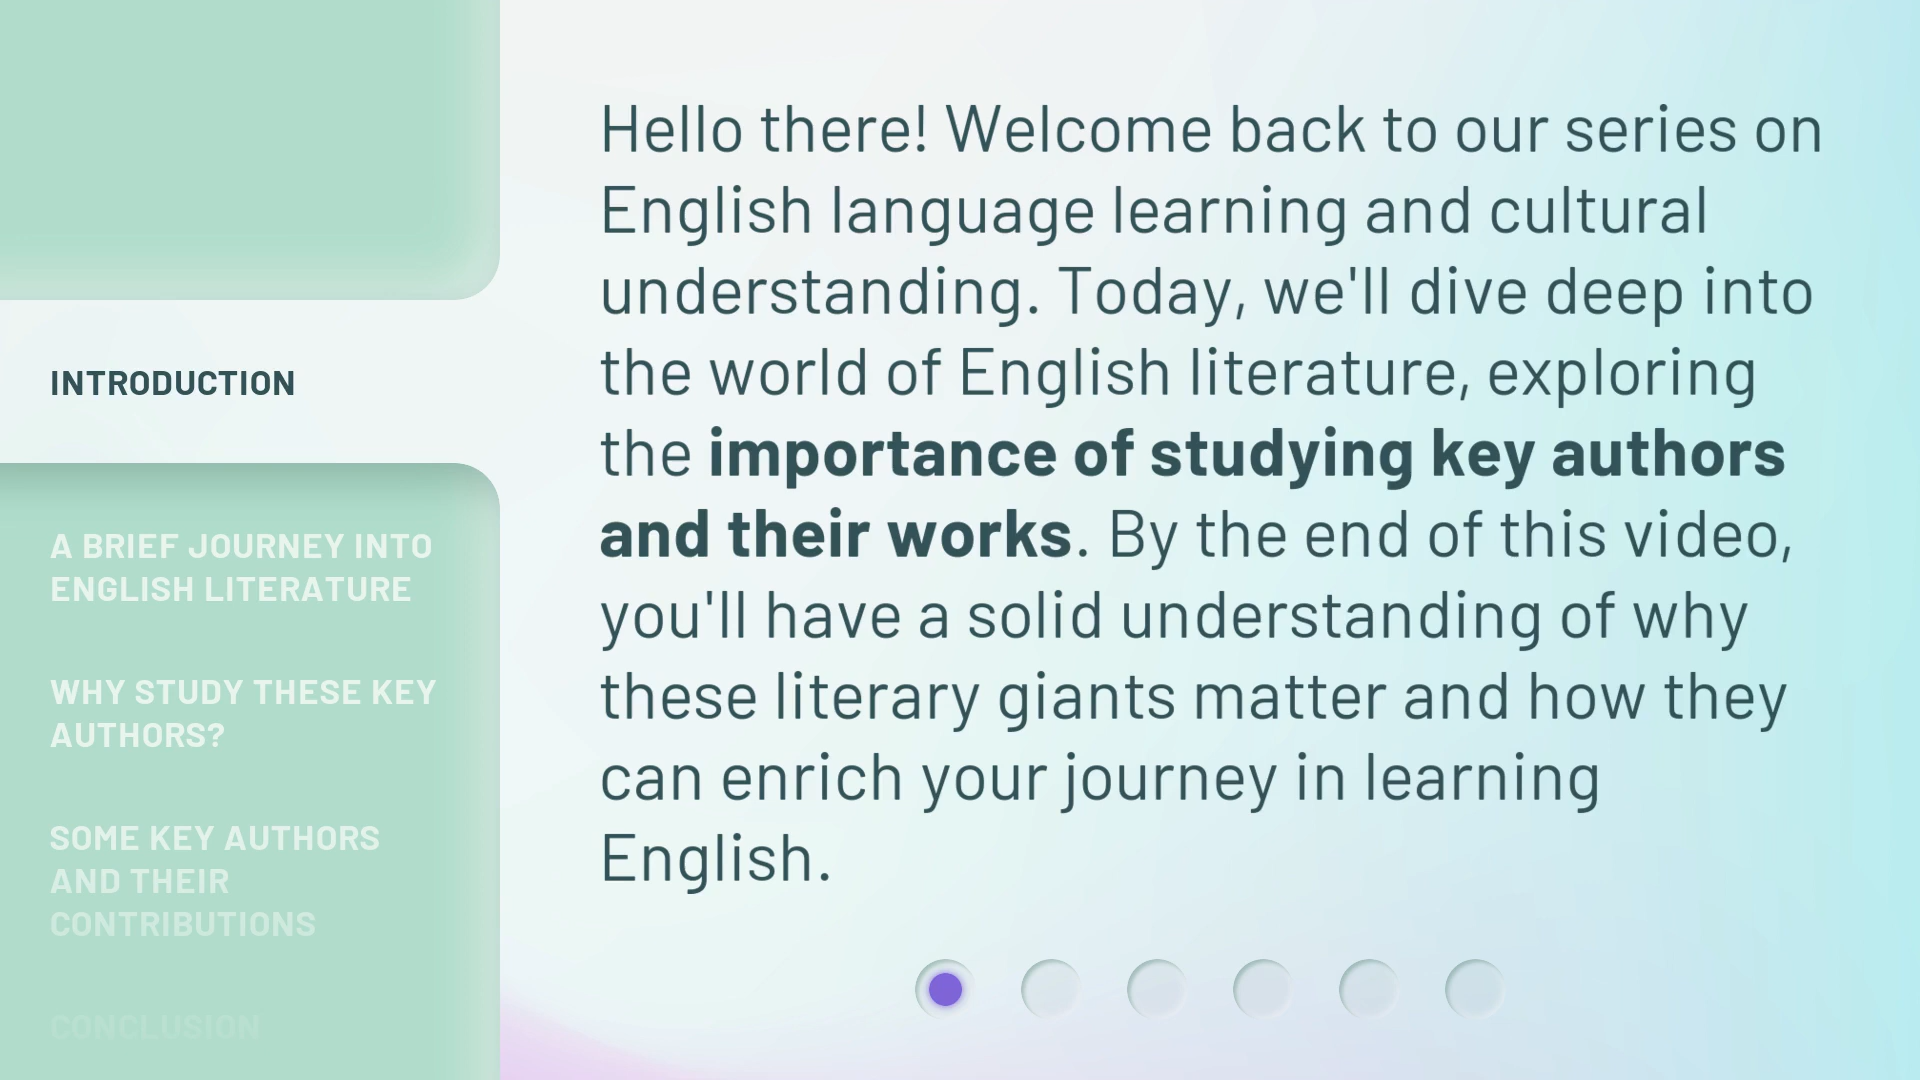 INTRODUCTION
A BRIEF JOURNEY INTO
ENGLISH LITERATURE
WHY STUDY THESE KEY
AUTHORS?
SOME KEY AUTHORS
AND THEIR
CONTRIBUTIONS
CONCLUSION
Hello there! Welcome back to our series on
English language learning and cultural
understanding. Today, we'll dive deep into
the world of English literature, exploring
the importance of studying key authors
and their works. By the end of this video,
you'll have a solid understanding of why
these literary giants matter and how they
can enrich your journey in learning
English.